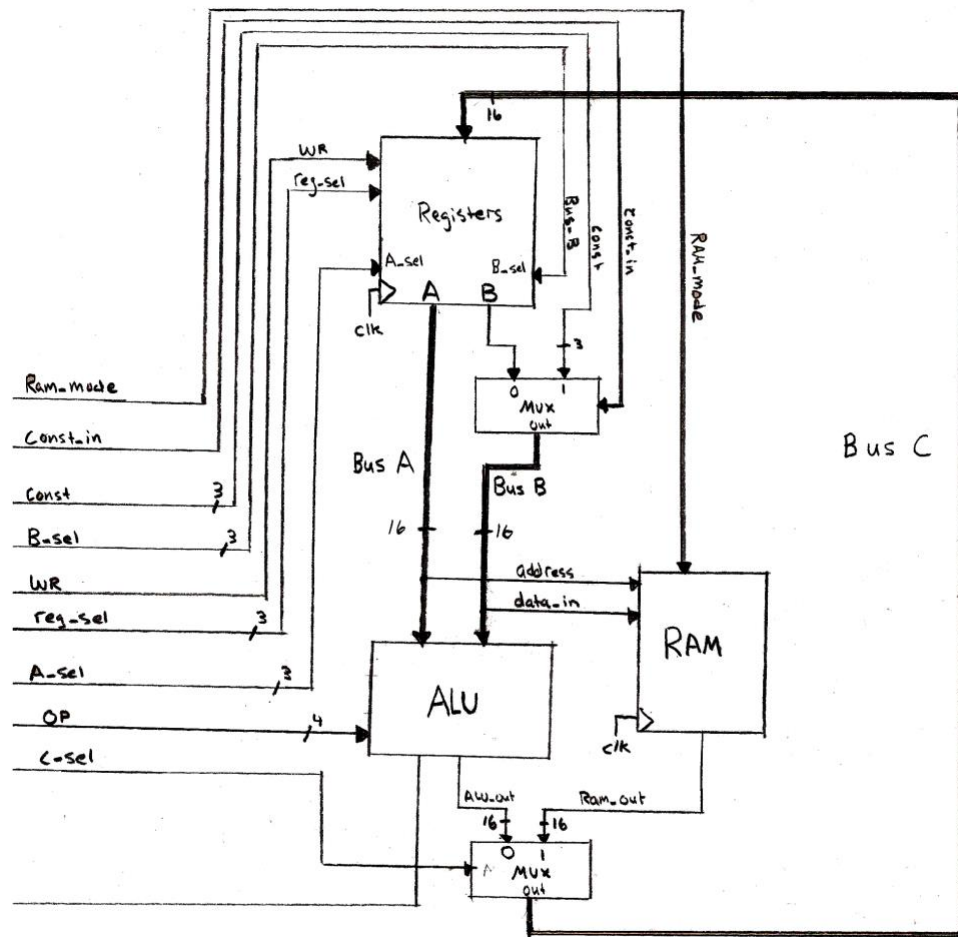 16
WR
reg-sel
Registers
Bus-B
Const
Const-in
RAM-mode
A-sel
B-sel
A B
clk
3
0 1
Mux
out
Ram-mode
Const-in
Const 3
B-sel 3
WR
reg-sel 3
A-sel 3
OP 4
C-sel
Bus A
Bus B
Bus C
16
16
address
data-in
RAM
ALU
clk
ALU-out
Ram-out
16 16
0 1
Mux
out